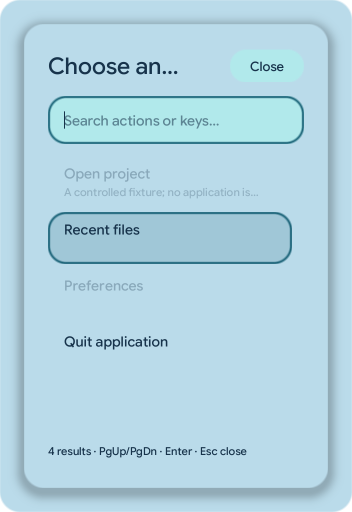 Choose an...
Close
Search actions or keys...
Open project
A controlled fixture; no application is...
Recent files
Preferences
Quit application
4 results · PgUp/PgDn · Enter · Esc close